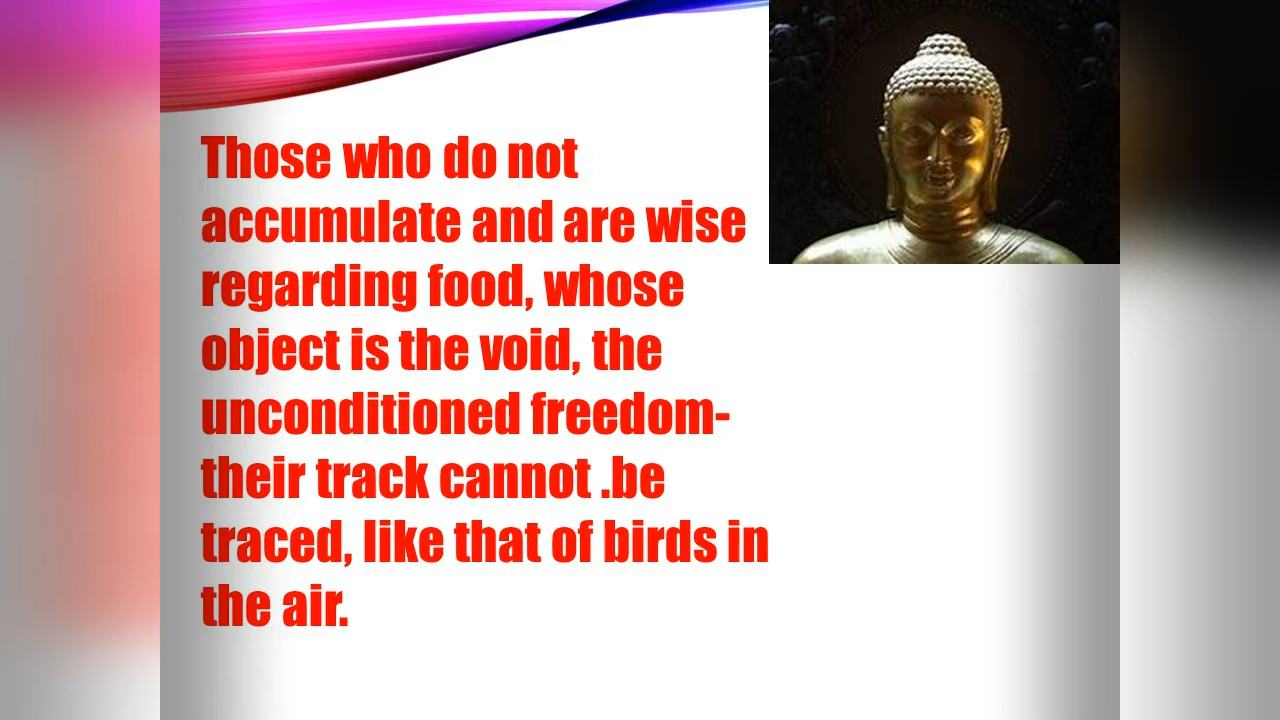 Those who do not
accumulate and are wise
regarding food, whose
object is the void, the
unconditioned freedom-
their track cannot .be
traced, like that of birds in
the air.